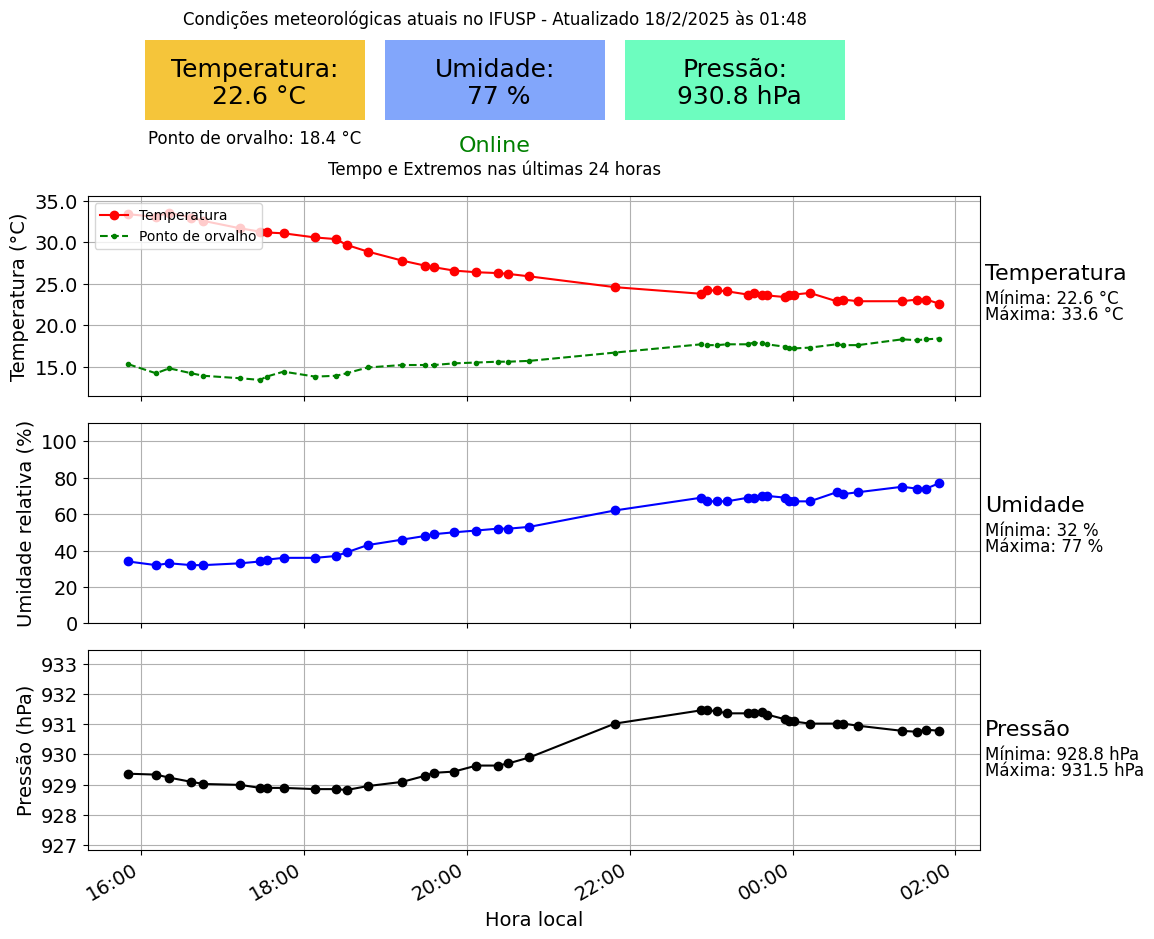 Condições meteorológicas atuais no IFUSP - Atualizado 18/2/2025 às 01:48
Temperatura:
22.6 °C
Umidade:
77 %
Pressão:
930.8 hPa
Ponto de orvalho: 18.4 °C
Online
Tempo e Extremos nas últimas 24 horas
Temperatura (°C)
35.0
30.0
25.0
20.0
15.0
Temperatura
Ponto de orvalho
Temperatura
Mínima: 22.6 °C
Máxima: 33.6 °C
Umidade relativa (%)
100
80
60
40
20
0
Umidade
Mínima: 32 %
Máxima: 77 %
Pressão (hPa)
933
932
931
930
929
928
927
Pressão
Mínima: 928.8 hPa
Máxima: 931.5 hPa
16:00
18:00
20:00
22:00
00:00
02:00
Hora local